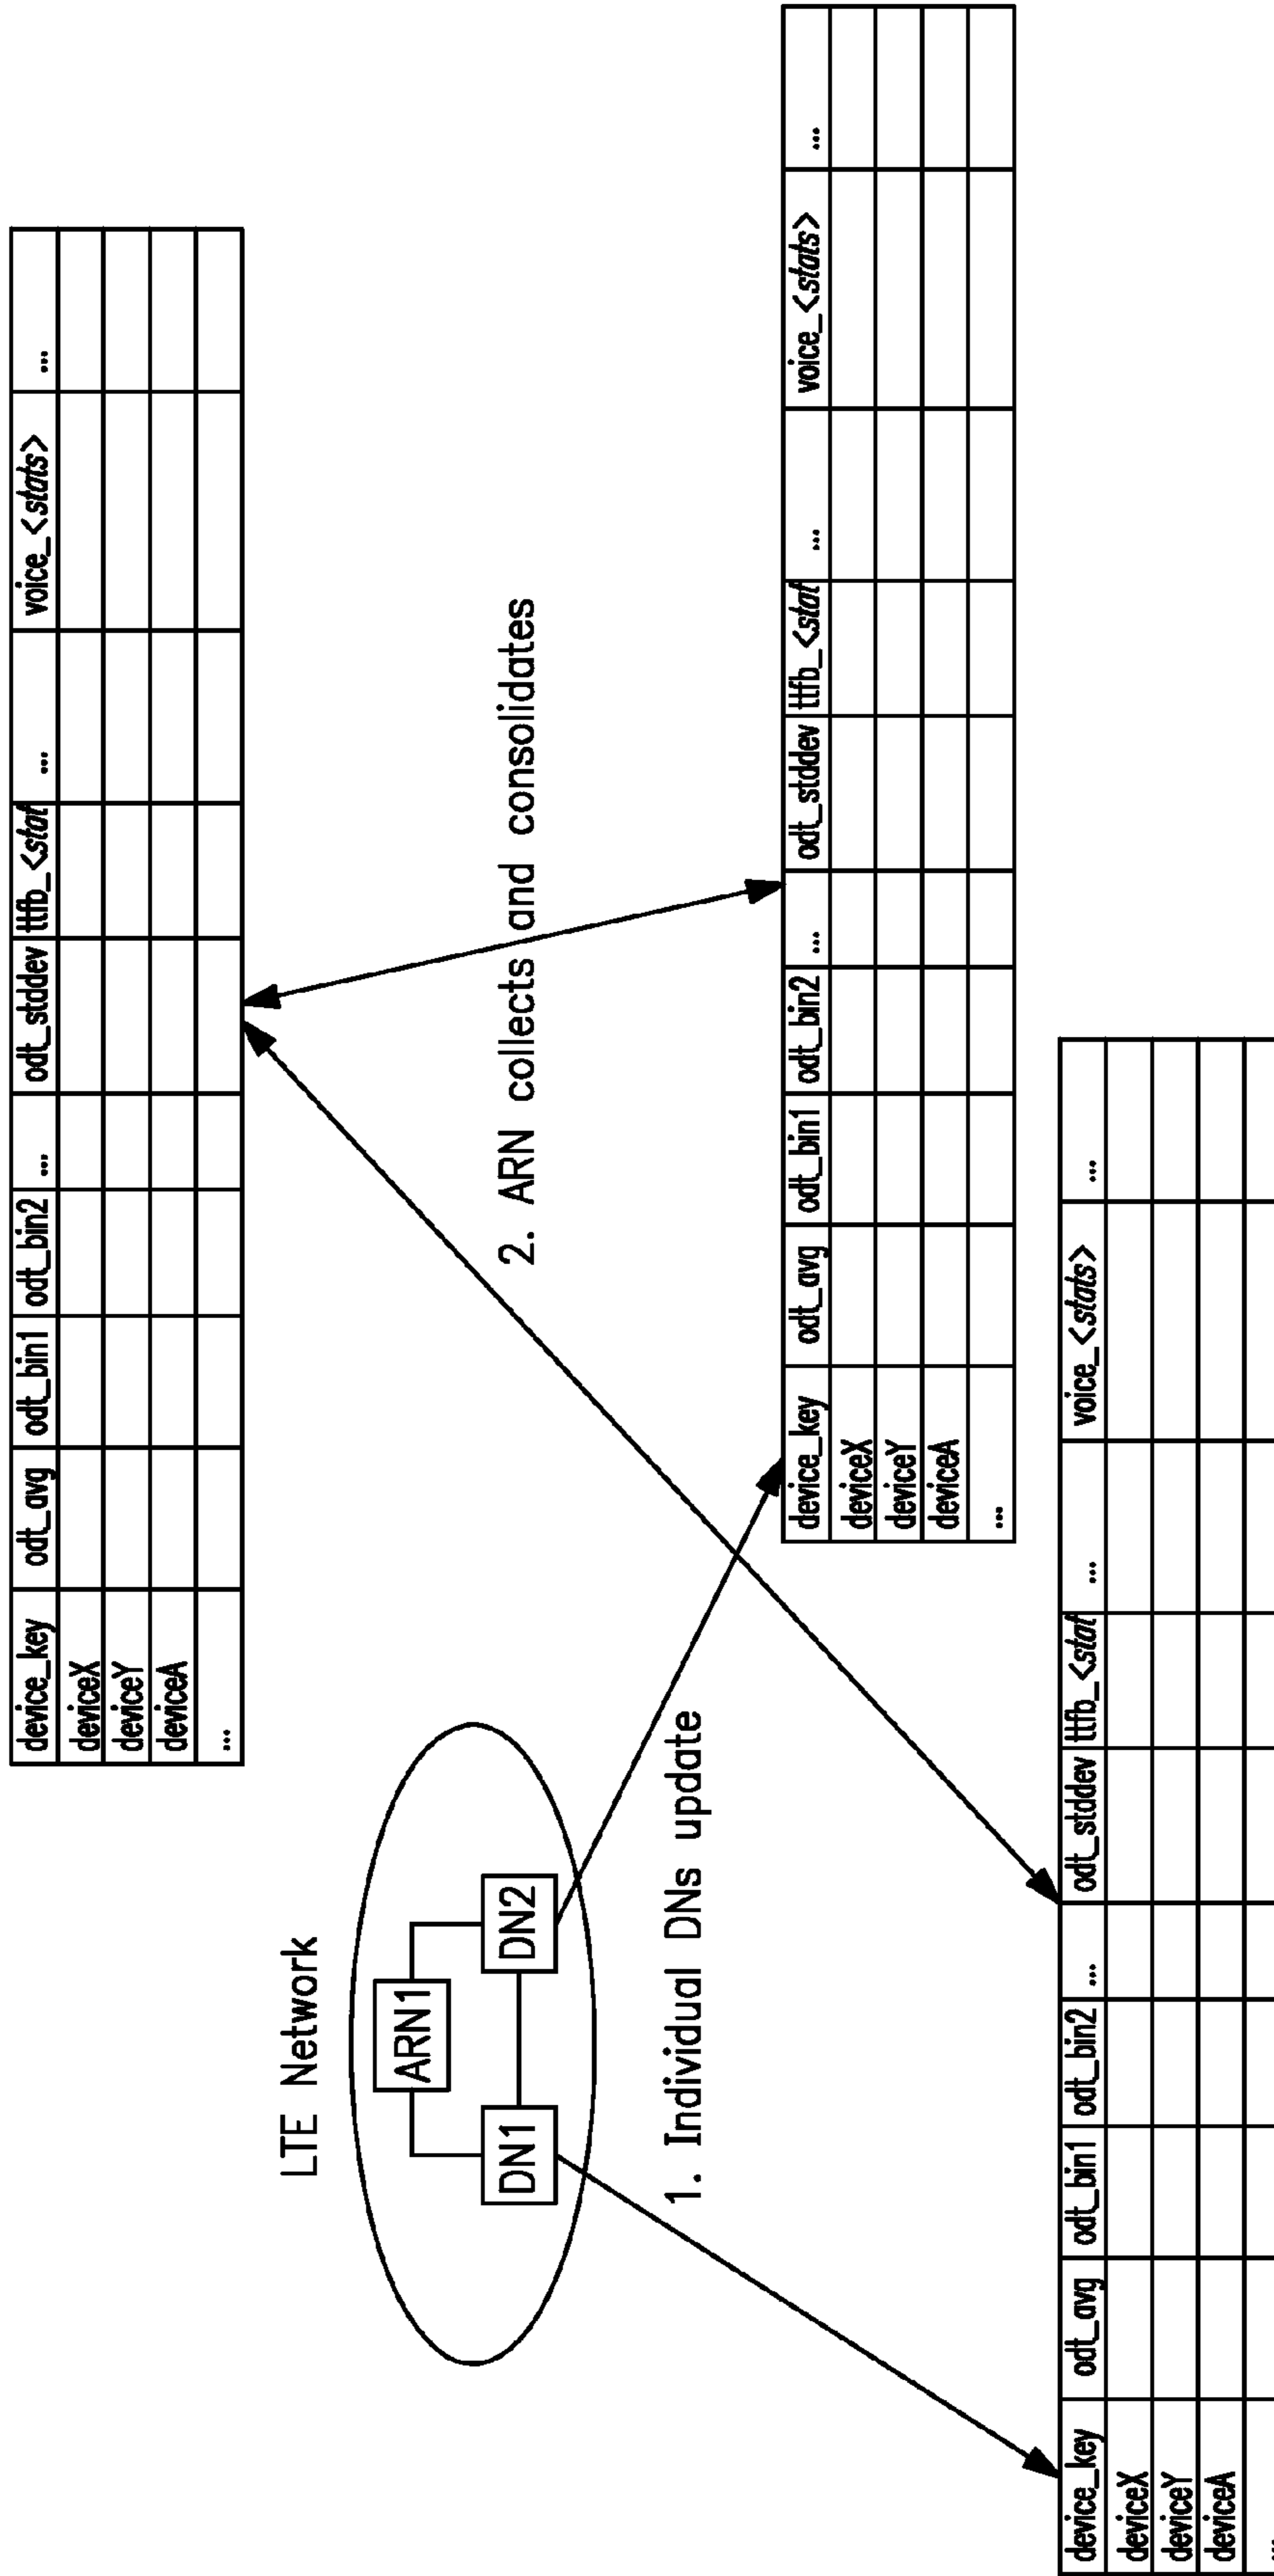 device_key odt_avg odt_bin1 odt_bin2 ... odt_stddev ttfb_<stat ... voice_<stats> ...
deviceX
deviceY
deviceA
...
LTE Network
ARN1
DN1 DN2
2. ARN collects and consolidates
1. Individual DNs update
device_key odt_avg odt_bin1 odt_bin2 ... odt_stddev ttfb_<stat ... voice_<stats> ...
deviceX
deviceY
deviceA
...
device_key odt_avg odt_bin1 odt_bin2 ... odt_stddev ttfb_<stat ... voice_<stats> ...
deviceX
deviceY
deviceA
...